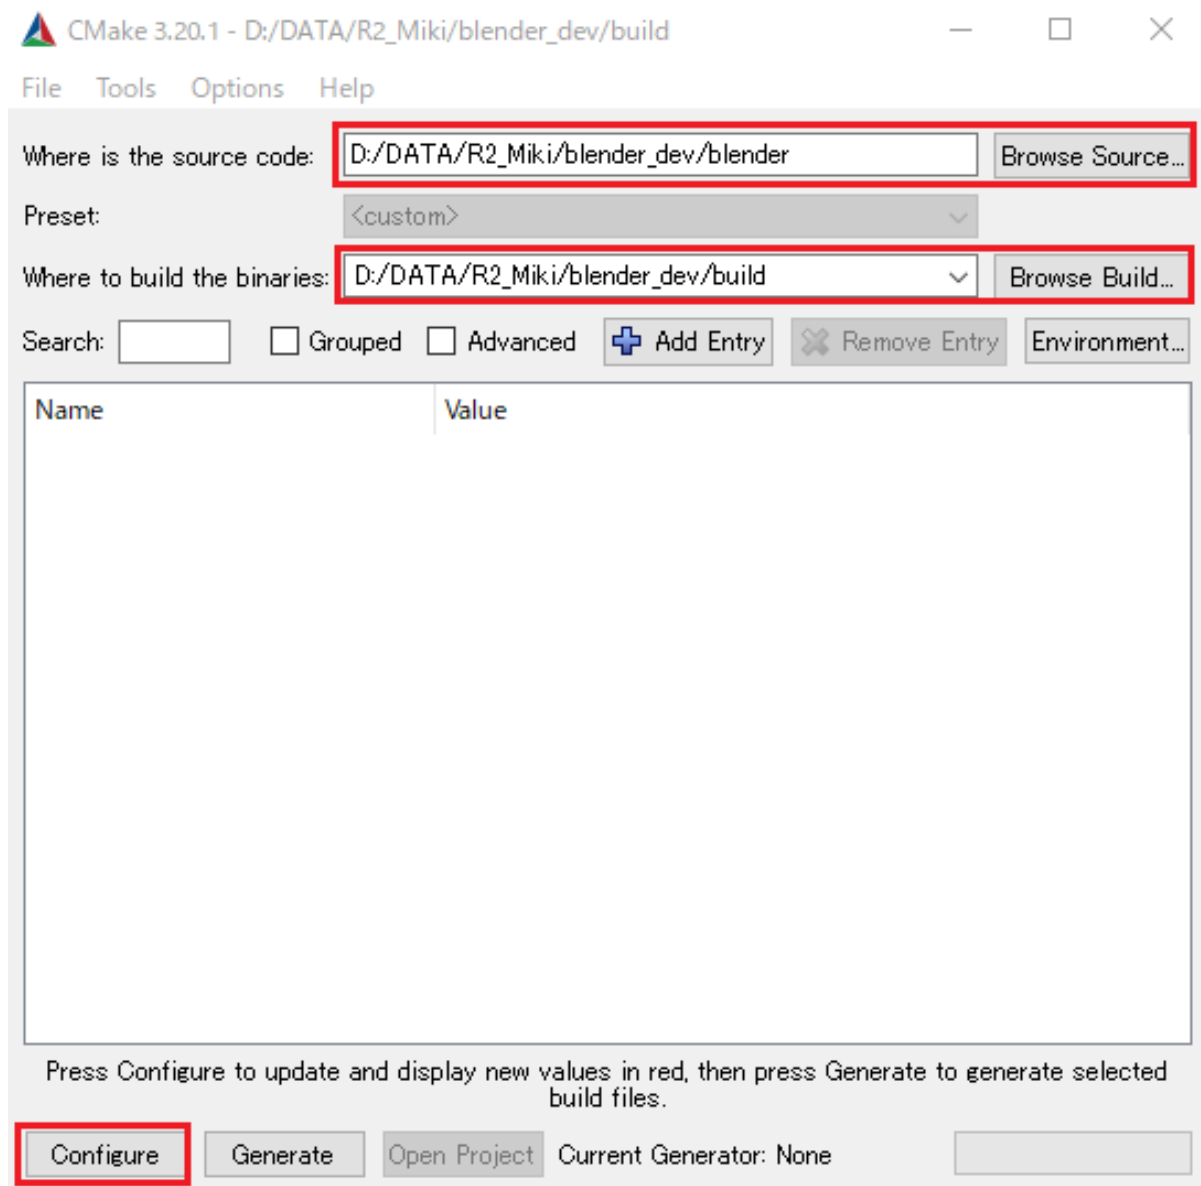 CMake 3.20.1 - D:/DATA/R2_Miki/blender_dev/build
File Tools Options Help
Where is the source code: D:/DATA/R2_Miki/blender_dev/blender Browse Source...
Preset: <custom>
Where to build the binaries: D:/DATA/R2_Miki/blender_dev/build Browse Build...
Search: Grouped Advanced Add Entry Remove Entry Environment...
Name Value
Press Configure to update and display new values in red, then press Generate to generate selected
build files.
Configure Generate Open Project Current Generator: None